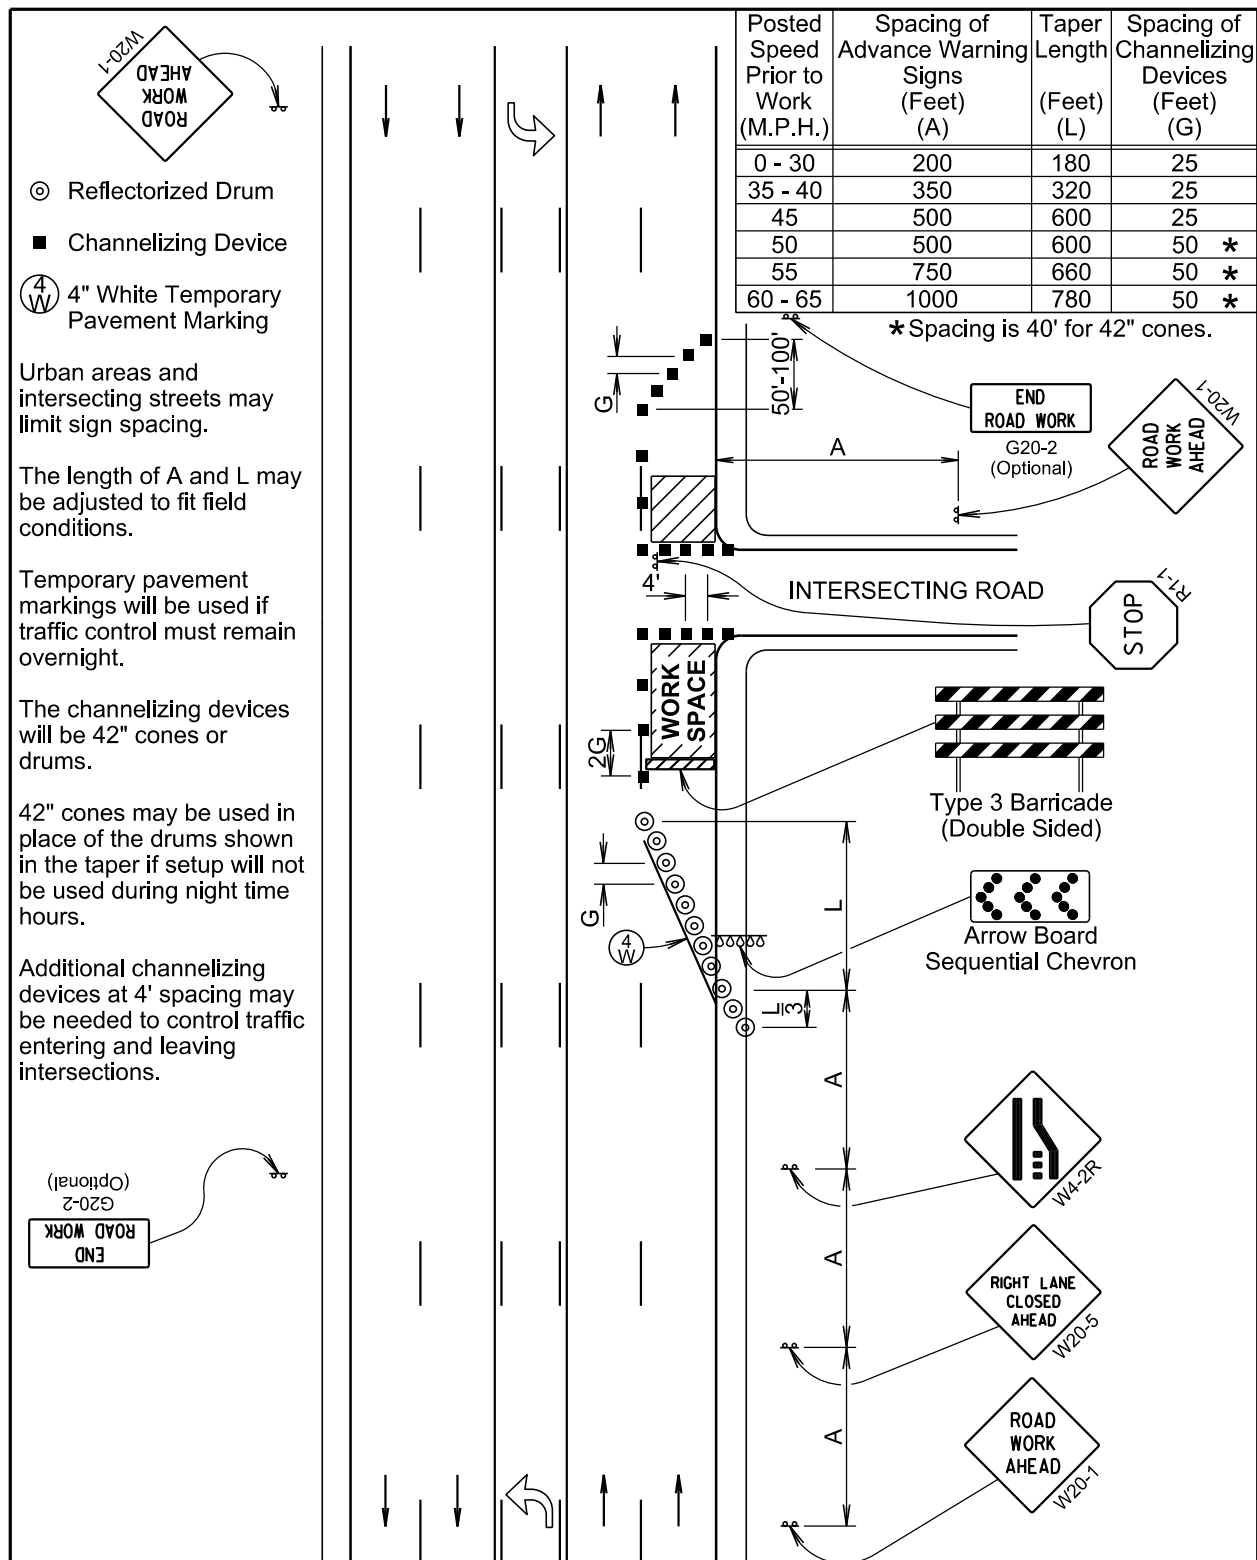 Posted Speed Prior to Work (M.P.H.)
Spacing of Advance Warning Signs (Feet) (A)
Taper Length (Feet) (L)
Spacing of Channelizing Devices (Feet) (G)
0 - 30 200 180 25
35 - 40 350 320 25
45 500 600 25
50 500 600 50 *
55 750 660 50 *
60 - 65 1000 780 50 *
*Spacing is 40' for 42" cones.
W20-1
ROAD
WORK
AHEAD
Reflectorized Drum
Channelizing Device
4
W
4" White Temporary
Pavement Marking
Urban areas and
intersecting streets may
limit sign spacing.
The length of A and L may
be adjusted to fit field
conditions.
Temporary pavement
markings will be used if
traffic control must remain
overnight.
The channelizing devices
will be 42" cones or
drums.
42" cones may be used in
place of the drums shown
in the taper if setup will not
be used during night time
hours.
Additional channelizing
devices at 4' spacing may
be needed to control traffic
entering and leaving
intersections.
END
ROAD WORK
G20-2
(Optional)
G
50'-100'
END
ROAD WORK
G20-2
(Optional)
W20-1
ROAD
WORK
AHEAD
A
4'
INTERSECTING ROAD
R1-1
STOP
WORK
SPACE
2G
Type 3 Barricade
(Double Sided)
G
L
4
W
Arrow Board
Sequential Chevron
L
3
A
W4-2R
A
RIGHT LANE
CLOSED
AHEAD
W20-5
A
ROAD
WORK
AHEAD
W20-1